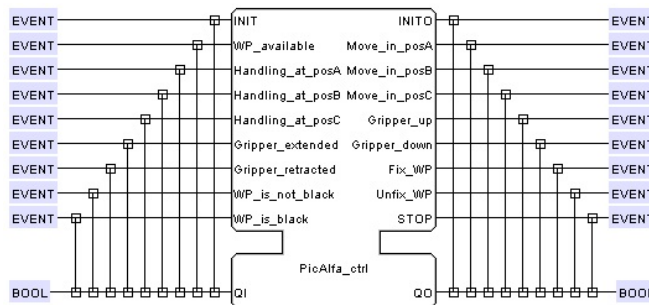 EVENT INIT INITO EVENT
EVENT WP_available Move_in_posA EVENT
EVENT Handling_at_posA Move_in_posB EVENT
EVENT Handling_at_posB Move_in_posC EVENT
EVENT Handling_at_posC Gripper_up EVENT
EVENT Gripper_extended Gripper_down EVENT
EVENT Gripper_retracted Fix_WP EVENT
EVENT WP_is_not_black Unfix_WP EVENT
EVENT WP_is_black STOP EVENT
PicAlfa_ctrl
BOOL QI QO BOOL